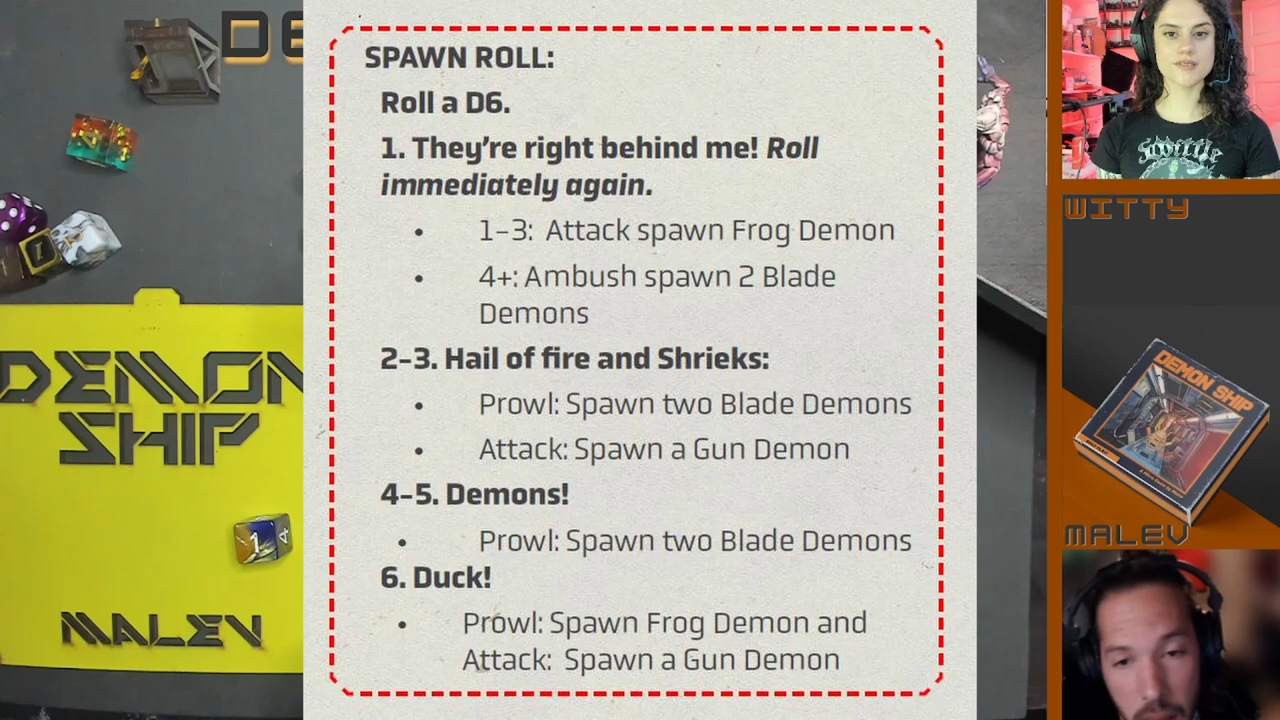 DE
SPAWN ROLL:
Roll a D6.
1. They're right behind me! Roll
immediately again.
• 1–3: Attack spawn Frog Demon
• 4+: Ambush spawn 2 Blade
Demons
2–3. Hail of fire and Shrieks:
• Prowl: Spawn two Blade Demons
• Attack: Spawn a Gun Demon
4–5. Demons!
• Prowl: Spawn two Blade Demons
6. Duck!
• Prowl: Spawn Frog Demon and
Attack: Spawn a Gun Demon
DEMON
SHIP
1 4
MALEV
WITTY
DEMON SHIP
MALEV